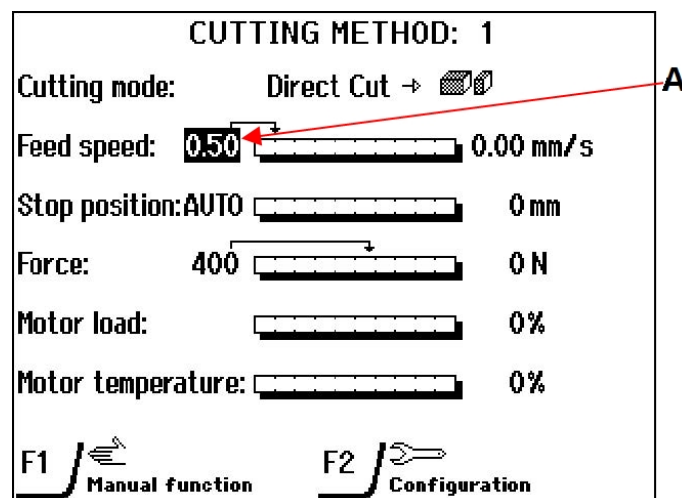 CUTTING METHOD: 1
Cutting mode: Direct Cut → 
A
Feed speed: 0.50 0.00 mm/s
Stop position: AUTO 0 mm
Force: 400 0 N
Motor load: 0%
Motor temperature: 0%
F1 Manual function F2 Configuration